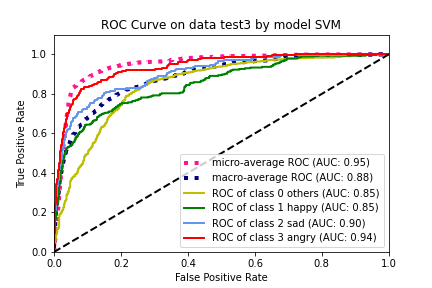 ROC Curve on data test3 by model SVM
True Positive Rate
1.0
0.8
0.6
0.4
0.2
0.0
micro-average ROC (AUC: 0.95)
macro-average ROC (AUC: 0.88)
ROC of class 0 others (AUC: 0.85)
ROC of class 1 happy (AUC: 0.85)
ROC of class 2 sad (AUC: 0.90)
ROC of class 3 angry (AUC: 0.94)
0.0 0.2 0.4 0.6 0.8 1.0
False Positive Rate